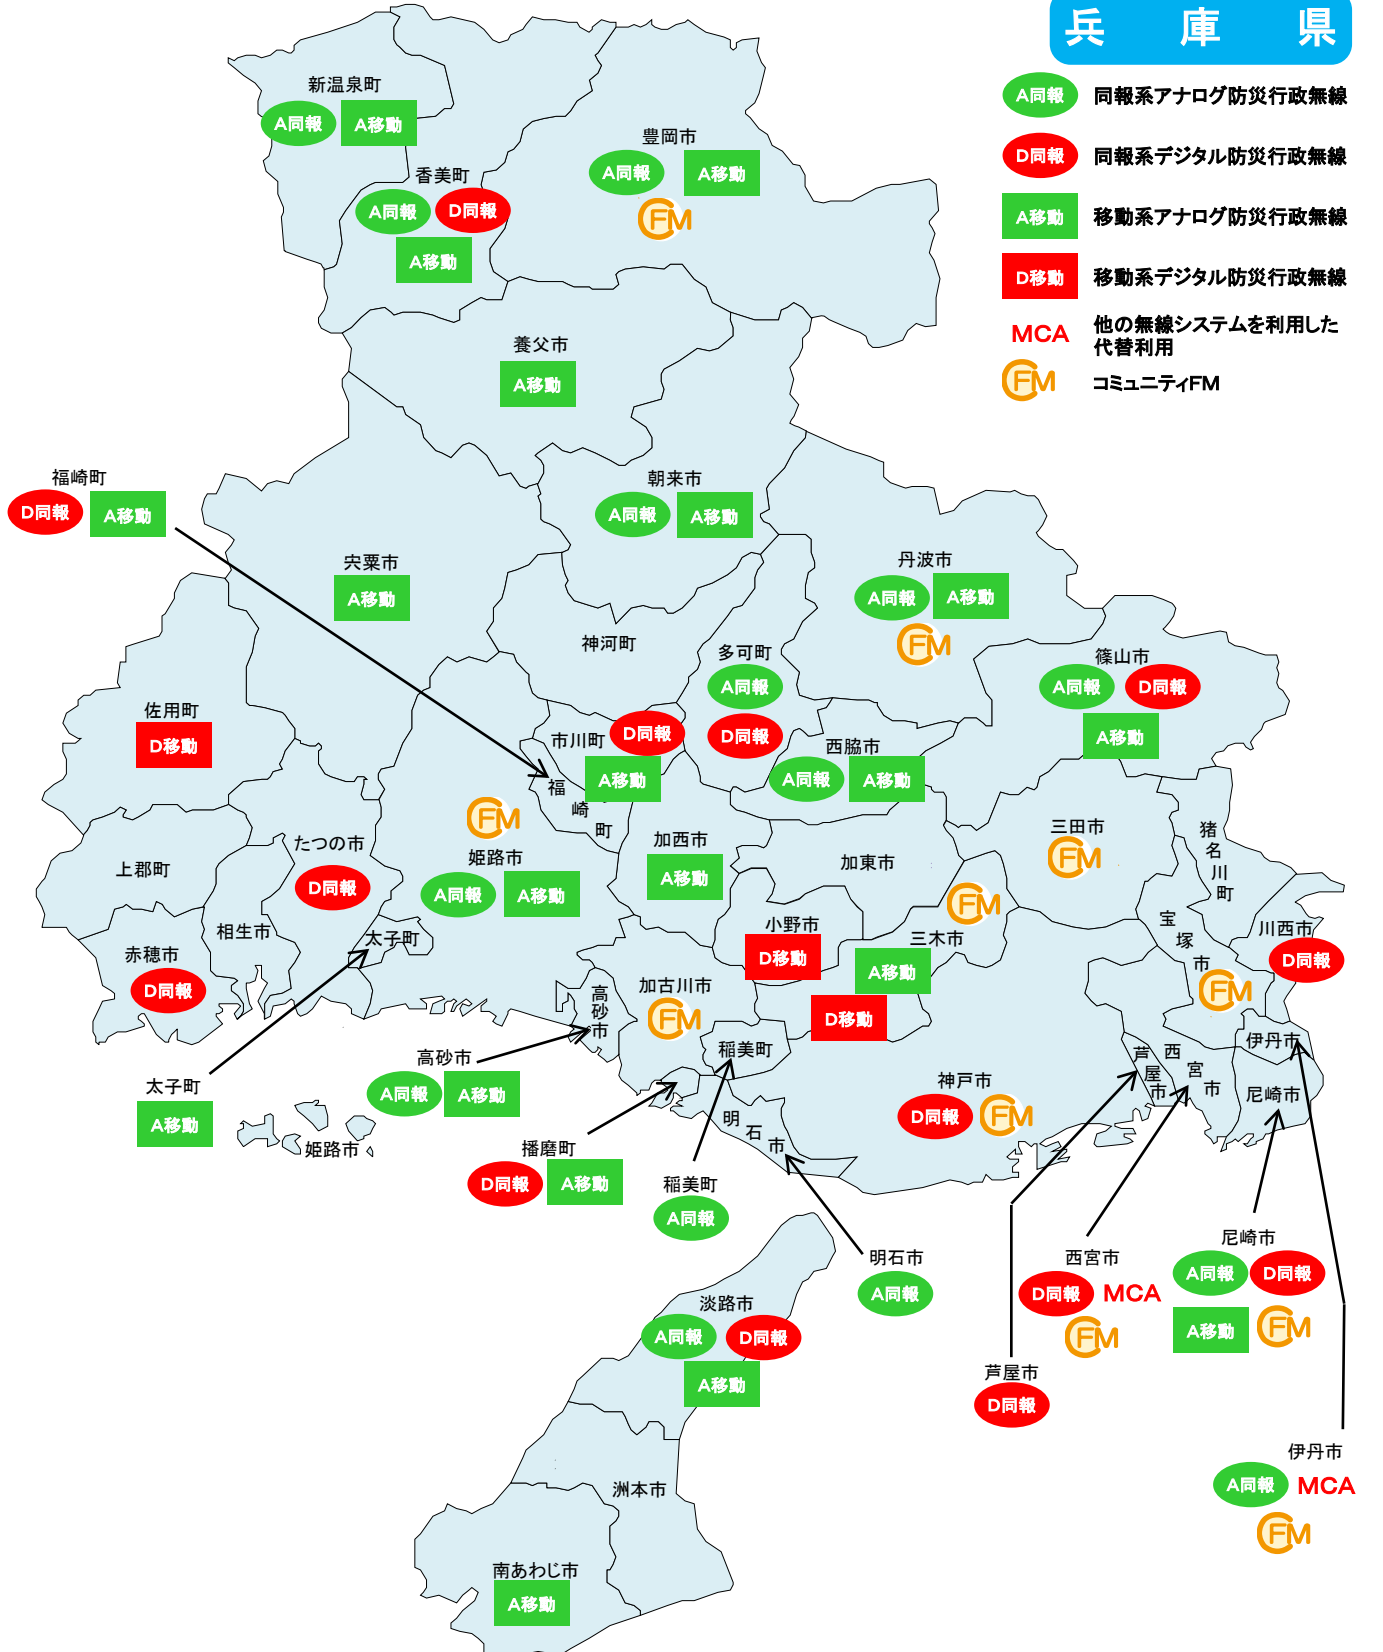 兵　庫　県
A同報 同報系アナログ防災行政無線
D同報 同報系デジタル防災行政無線
A移動 移動系アナログ防災行政無線
D移動 移動系デジタル防災行政無線
MCA 他の無線システムを利用した
代替利用
CFM コミュニティFM
新温泉町
A同報 A移動
豊岡市
A同報 A移動
CFM
香美町
A同報 D同報
A移動
養父市
A移動
福崎町
D同報 A移動
朝来市
A同報 A移動
宍粟市
A移動
丹波市
A同報 A移動
CFM
神河町
多可町
A同報
D同報
篠山市
A同報 D同報
A移動
佐用町
D移動
市川町
D同報
A移動
福崎町
西脇市
A同報 A移動
CFM
姫路市
A同報 A移動
加西市
A移動
加東市
三田市
CFM
猪名川町
たつの市
D同報
上郡町
相生市
太子町
赤穂市
D同報
小野市
D移動
CFM
三木市
A移動
D移動
宝塚市
CFM
川西市
D同報
高砂市
加古川市
CFM
稲美町
伊丹市
芦屋市
西宮市
尼崎市
神戸市
D同報 CFM
明石市
太子町
A移動
高砂市
A同報 A移動
姫路市
播磨町
D同報 A移動
稲美町
A同報
明石市
A同報
西宮市
D同報 MCA
CFM
尼崎市
A同報 D同報
A移動 CFM
芦屋市
D同報
淡路市
A同報 D同報
A移動
伊丹市
A同報 MCA
CFM
洲本市
南あわじ市
A移動